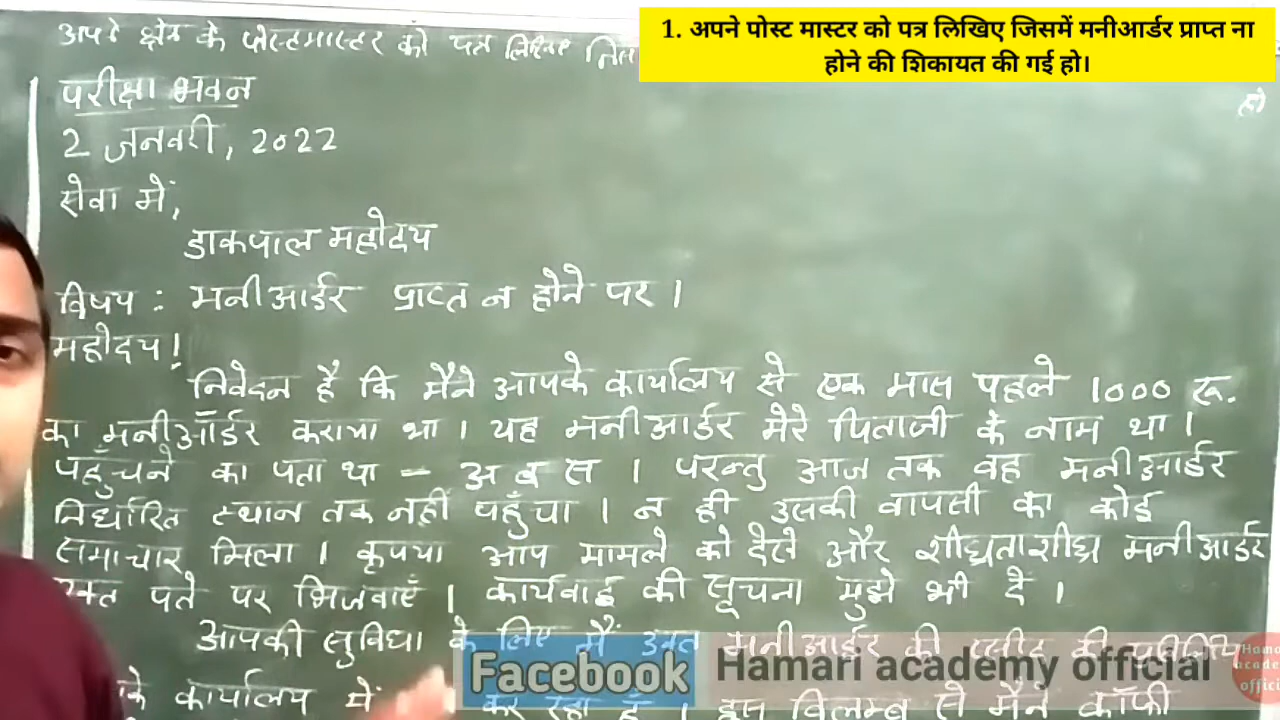 1. अपने पोस्ट मास्टर को पत्र लिखिए जिसमें मनीआर्डर प्राप्त ना
होने की शिकायत की गई हो।
अपने क्षेत्र के पोस्टमास्टर को पत्र लिखिए
हो
परीक्षा भवन
2 जनवरी, 2022
सेवा में,
डाकपाल महोदय
विषय : मनीआर्डर प्राप्त न होने पर ।
महोदय!
निवेदन है कि मैंने आपके कार्यालय से एक मास पहले 1000 रू.
का मनीऑर्डर कराया था । यह मनीआर्डर मेरे पिताजी के नाम था ।
पहुँचने का पता था - अ ब स । परन्तु आज तक वह मनीआर्डर
निर्धारित स्थान तक नहीं पहुँचा । न ही उसकी वापसी का कोई
समाचार मिला । कृपया आप मामले को देखें और शीघ्रताशीघ्र मनीआर्डर
उक्त पते पर भिजवाएँ । कार्यवाई की सूचना मुझे भी दें ।
आपकी सुविधा के लिए मैं उक्त मनीआर्डर की रसीद की प्रतिलिपि
के कार्यालय में कर रहा हूँ । इस विलम्ब से मैंने काफी
Facebook Hamari academy official